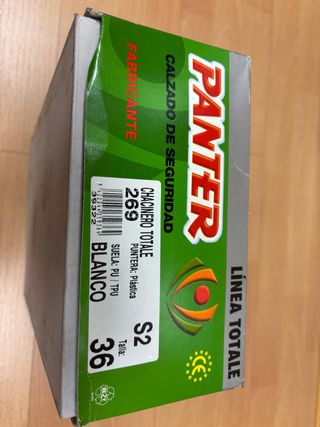 PANTER
CALZADO DE SEGURIDAD
FABRICANTE
LÍNEA TOTALE
CE
CHACINERO TOTALE
269
S2
PUNTERA: Plástica
SUELA: PU / TPU
Talla:
BLANCO
36
39322